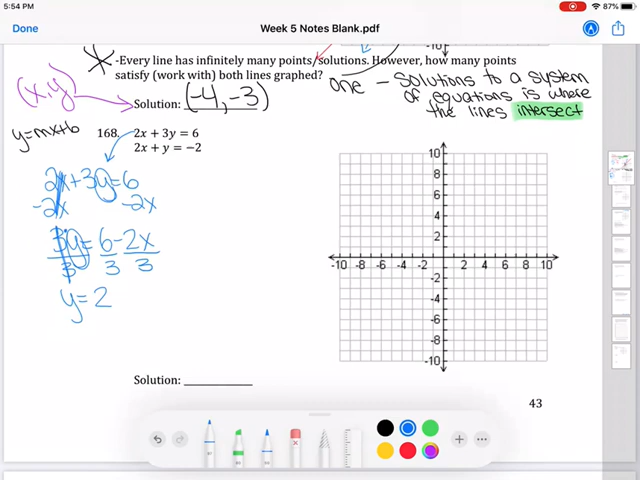 5:54 PM
87%
Done
Week 5 Notes Blank.pdf
-10
-Every line has infinitely many points/solutions. However, how many points
satisfy (work with) both lines graphed?
one – Solutions to a system
of equations is where
the lines intersect
(x,y)
Solution: (-4, -3)
y=mx+b
168. 2x + 3y = 6
2x + y = −2
2x+3y=6
-2x -2x
3y=6-2x
3 3 3
y=2
10
8
6
4
2
-10 -8 -6 -4 -2 2 4 6 8 10
-2
-4
-6
-8
-10
Solution:
43